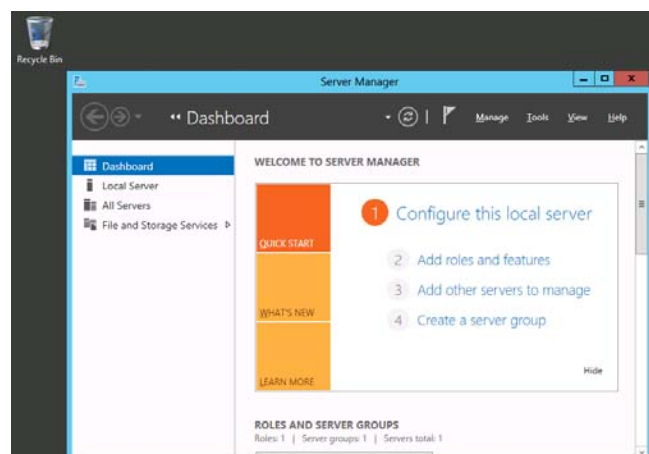 Recycle Bin
Server Manager
Dashboard
Manage Tools View Help
Dashboard
Local Server
All Servers
File and Storage Services
WELCOME TO SERVER MANAGER
QUICK START
WHAT'S NEW
LEARN MORE
1 Configure this local server
2 Add roles and features
3 Add other servers to manage
4 Create a server group
Hide
ROLES AND SERVER GROUPS
Roles: 1 | Server groups: 1 | Servers total: 1